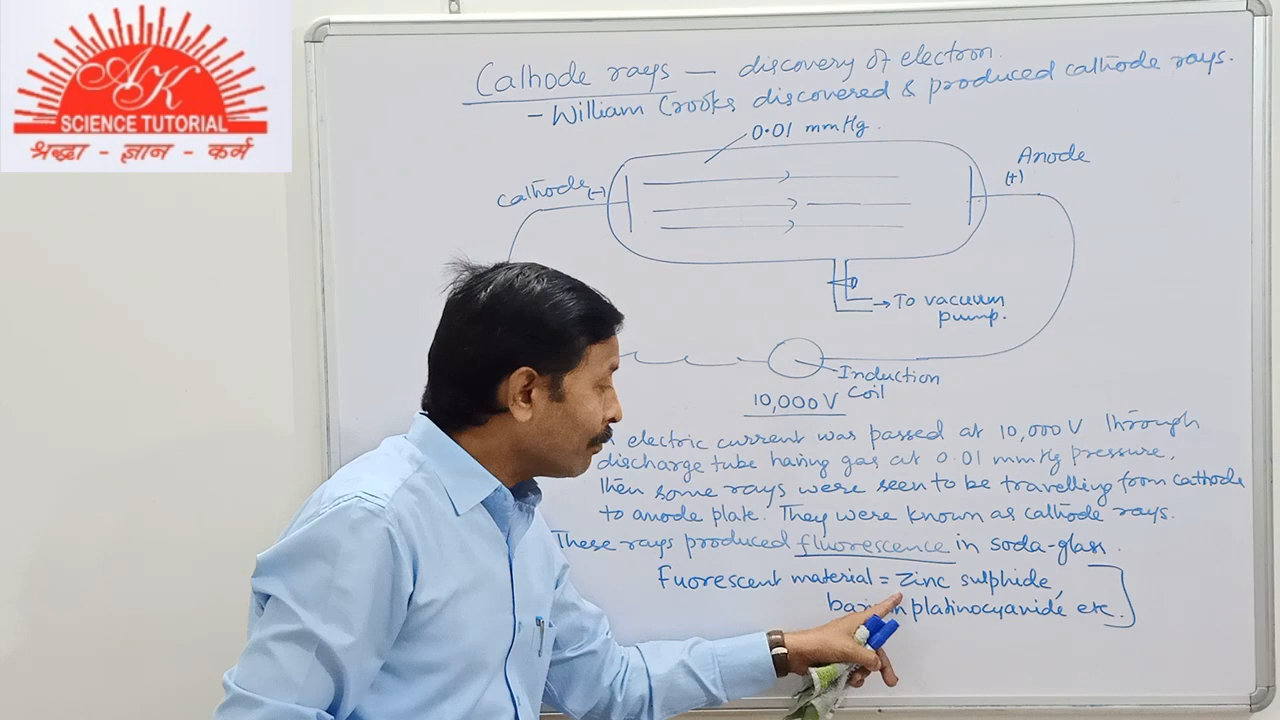 AK
SCIENCE TUTORIAL
श्रद्धा - ज्ञान - कर्म
Cathode rays — discovery of electron.
- William Crooks discovered & produced cathode rays.
0.01 mmHg.
Cathode (-)
Anode
(+)
→ To vacuum
pump.
Induction
Coil
10,000 V
electric current was passed at 10,000 V through
discharge tube having gas at 0.01 mmHg pressure.
Then some rays were seen to be travelling from cathode
to anode plate. They were known as cathode rays.
These rays produced fluorescence in soda-glass.
Fuorescent material = Zinc sulphide,
platinocyanide etc.